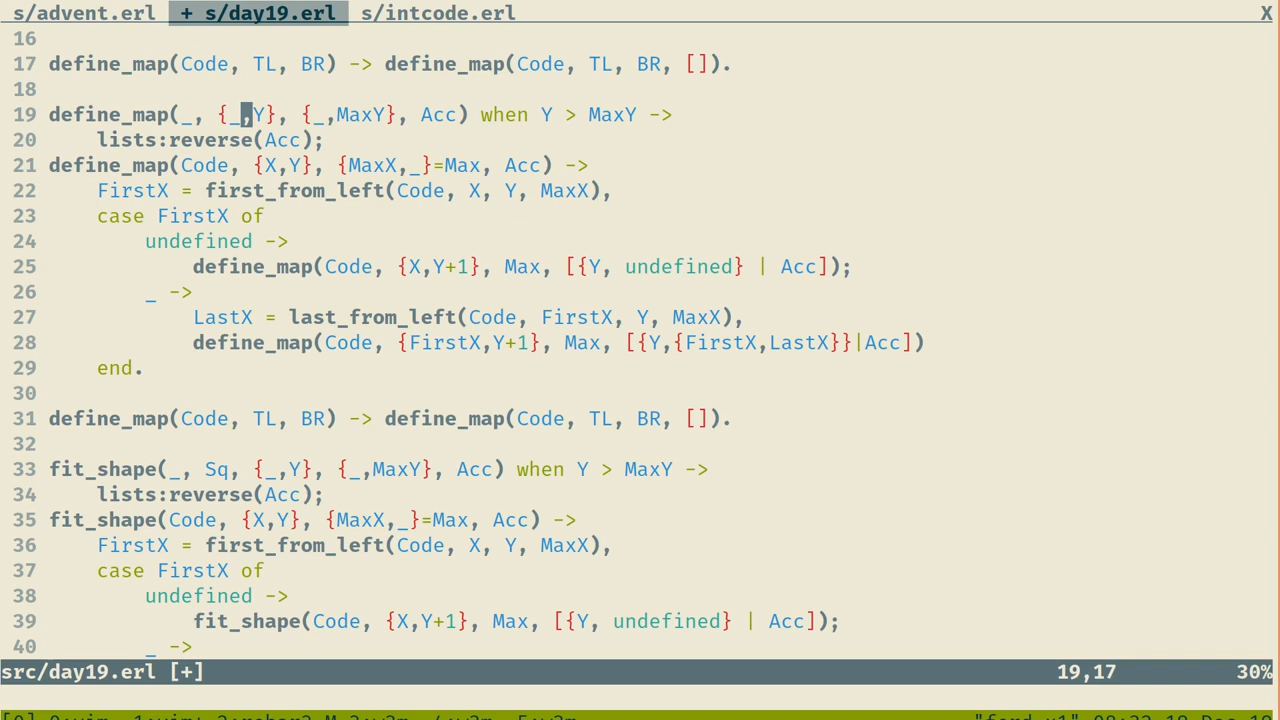 s/advent.erl + s/day19.erl s/intcode.erl X
16
17 define_map(Code, TL, BR) -> define_map(Code, TL, BR, []).
18
19 define_map(_, {_,Y}, {_,MaxY}, Acc) when Y > MaxY ->
20     lists:reverse(Acc);
21 define_map(Code, {X,Y}, {MaxX,_}=Max, Acc) ->
22     FirstX = first_from_left(Code, X, Y, MaxX),
23     case FirstX of
24         undefined ->
25             define_map(Code, {X,Y+1}, Max, [{Y, undefined} | Acc]);
26         _ ->
27             LastX = last_from_left(Code, FirstX, Y, MaxX),
28             define_map(Code, {FirstX,Y+1}, Max, [{Y,{FirstX,LastX}}|Acc])
29     end.
30
31 define_map(Code, TL, BR) -> define_map(Code, TL, BR, []).
32
33 fit_shape(_, Sq, {_,Y}, {_,MaxY}, Acc) when Y > MaxY ->
34     lists:reverse(Acc);
35 fit_shape(Code, {X,Y}, {MaxX,_}=Max, Acc) ->
36     FirstX = first_from_left(Code, X, Y, MaxX),
37     case FirstX of
38         undefined ->
39             fit_shape(Code, {X,Y+1}, Max, [{Y, undefined} | Acc]);
40         _ ->
src/day19.erl [+] 19,17 30%